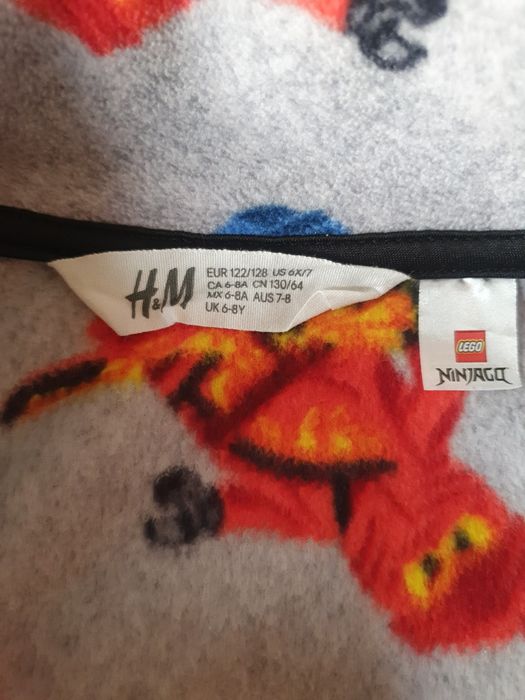 H&M
EUR 122/128 US 6X/7
CA 6-8A CN 130/64
MX 6-8A AUS 7-8
UK 6-8Y
LEGO
NINJAGO